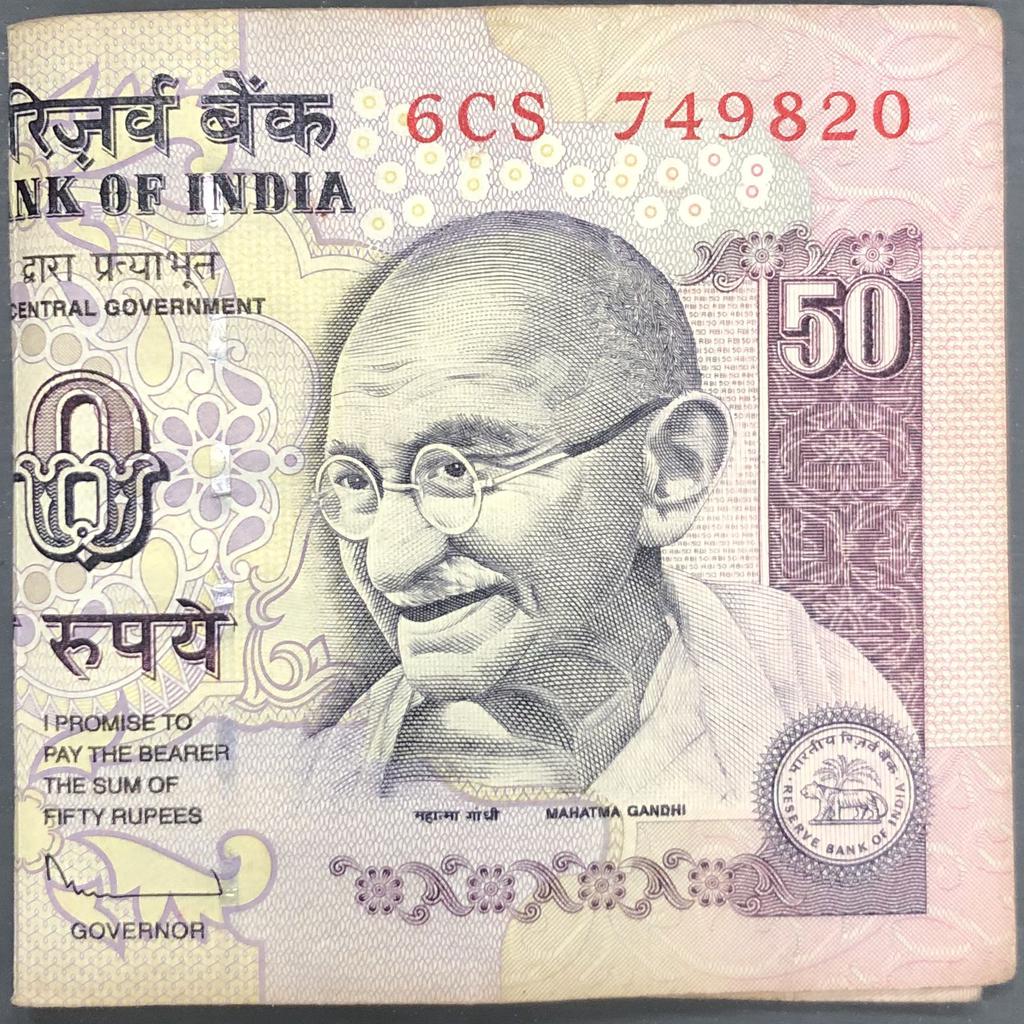 रिज़र्व बैंक
6CS 749820
NK OF INDIA
द्वारा प्रत्याभूत
CENTRAL GOVERNMENT
50
0
रुपये
I PROMISE TO
PAY THE BEARER
THE SUM OF
FIFTY RUPEES
महात्मा गांधी MAHATMA GANDHI
भारतीय रिज़र्व बैंक
RESERVE BANK OF INDIA
GOVERNOR